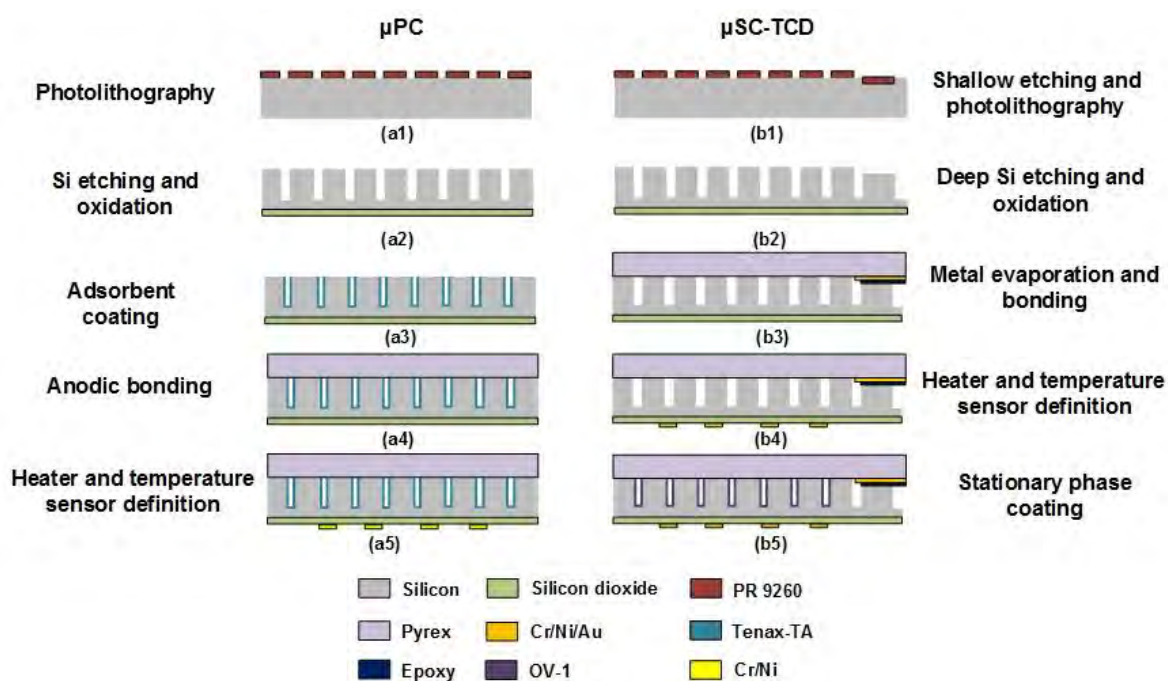 µPC
µSC-TCD
Photolithography
(a1)
(b1)
Shallow etching and
photolithography
Si etching and
oxidation
(a2)
(b2)
Deep Si etching and
oxidation
Adsorbent
coating
(a3)
(b3)
Metal evaporation and
bonding
Anodic bonding
(a4)
(b4)
Heater and temperature
sensor definition
Heater and temperature
sensor definition
(a5)
(b5)
Stationary phase
coating
Silicon
Silicon dioxide
PR 9260
Pyrex
Cr/Ni/Au
Tenax-TA
Epoxy
OV-1
Cr/Ni